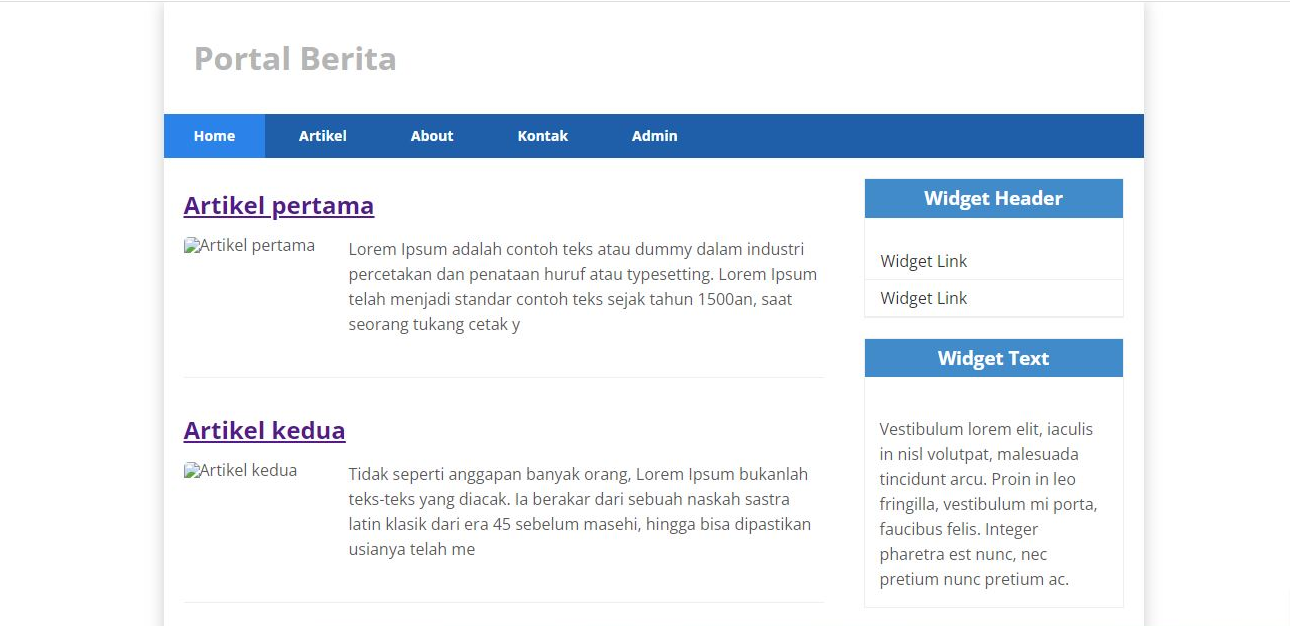 Portal Berita
Home Artikel About Kontak Admin
Artikel pertama
Artikel pertama
Lorem Ipsum adalah contoh teks atau dummy dalam industri
percetakan dan penataan huruf atau typesetting. Lorem Ipsum
telah menjadi standar contoh teks sejak tahun 1500an, saat
seorang tukang cetak y
Artikel kedua
Artikel kedua
Tidak seperti anggapan banyak orang, Lorem Ipsum bukanlah
teks-teks yang diacak. Ia berakar dari sebuah naskah sastra
latin klasik dari era 45 sebelum masehi, hingga bisa dipastikan
usianya telah me
Widget Header
Widget Link
Widget Link
Widget Text
Vestibulum lorem elit, iaculis
in nisl volutpat, malesuada
tincidunt arcu. Proin in leo
fringilla, vestibulum mi porta,
faucibus felis. Integer
pharetra est nunc, nec
pretium nunc pretium ac.